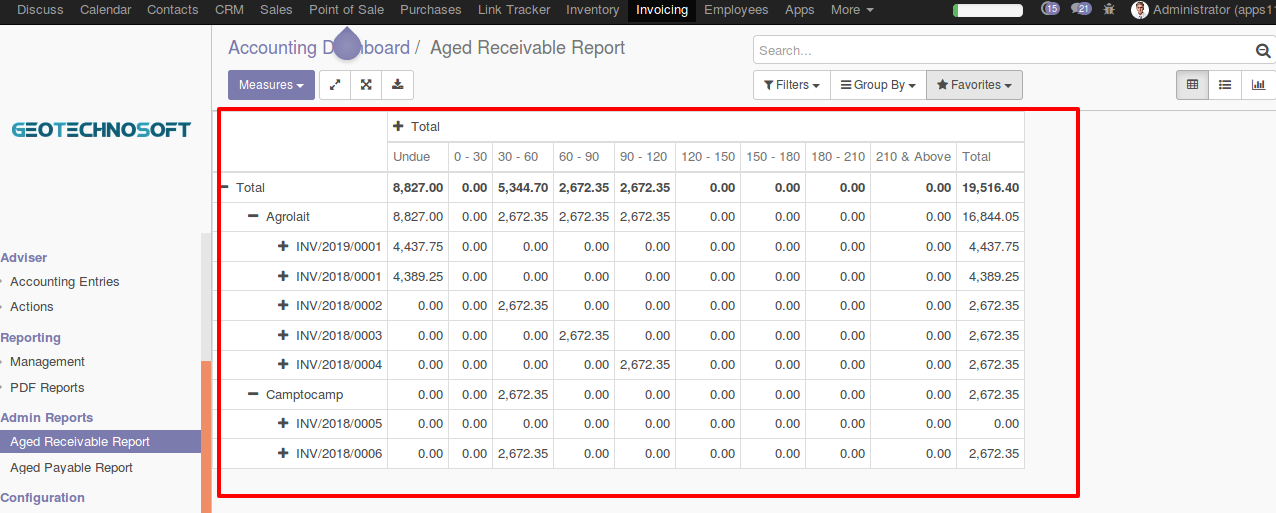 Discuss Calendar Contacts CRM Sales Point of Sale Purchases Link Tracker Inventory Invoicing Employees Apps More 15 21 Administrator (apps11
Accounting D board / Aged Receivable Report
Search...
Measures Filters Group By Favorites
GEOTECHNOSOFT
Adviser
Accounting Entries
Actions
Reporting
Management
PDF Reports
Admin Reports
Aged Receivable Report
Aged Payable Report
Configuration
Total
Undue 0 - 30 30 - 60 60 - 90 90 - 120 120 - 150 150 - 180 180 - 210 210 & Above Total
Total 8,827.00 0.00 5,344.70 2,672.35 2,672.35 0.00 0.00 0.00 0.00 19,516.40
Agrolait 8,827.00 0.00 2,672.35 2,672.35 2,672.35 0.00 0.00 0.00 0.00 16,844.05
INV/2019/0001 4,437.75 0.00 0.00 0.00 0.00 0.00 0.00 0.00 0.00 4,437.75
INV/2018/0001 4,389.25 0.00 0.00 0.00 0.00 0.00 0.00 0.00 0.00 4,389.25
INV/2018/0002 0.00 0.00 2,672.35 0.00 0.00 0.00 0.00 0.00 0.00 2,672.35
INV/2018/0003 0.00 0.00 0.00 2,672.35 0.00 0.00 0.00 0.00 0.00 2,672.35
INV/2018/0004 0.00 0.00 0.00 0.00 2,672.35 0.00 0.00 0.00 0.00 2,672.35
Camptocamp 0.00 0.00 2,672.35 0.00 0.00 0.00 0.00 0.00 0.00 2,672.35
INV/2018/0005 0.00 0.00 0.00 0.00 0.00 0.00 0.00 0.00 0.00 0.00
INV/2018/0006 0.00 0.00 2,672.35 0.00 0.00 0.00 0.00 0.00 0.00 2,672.35